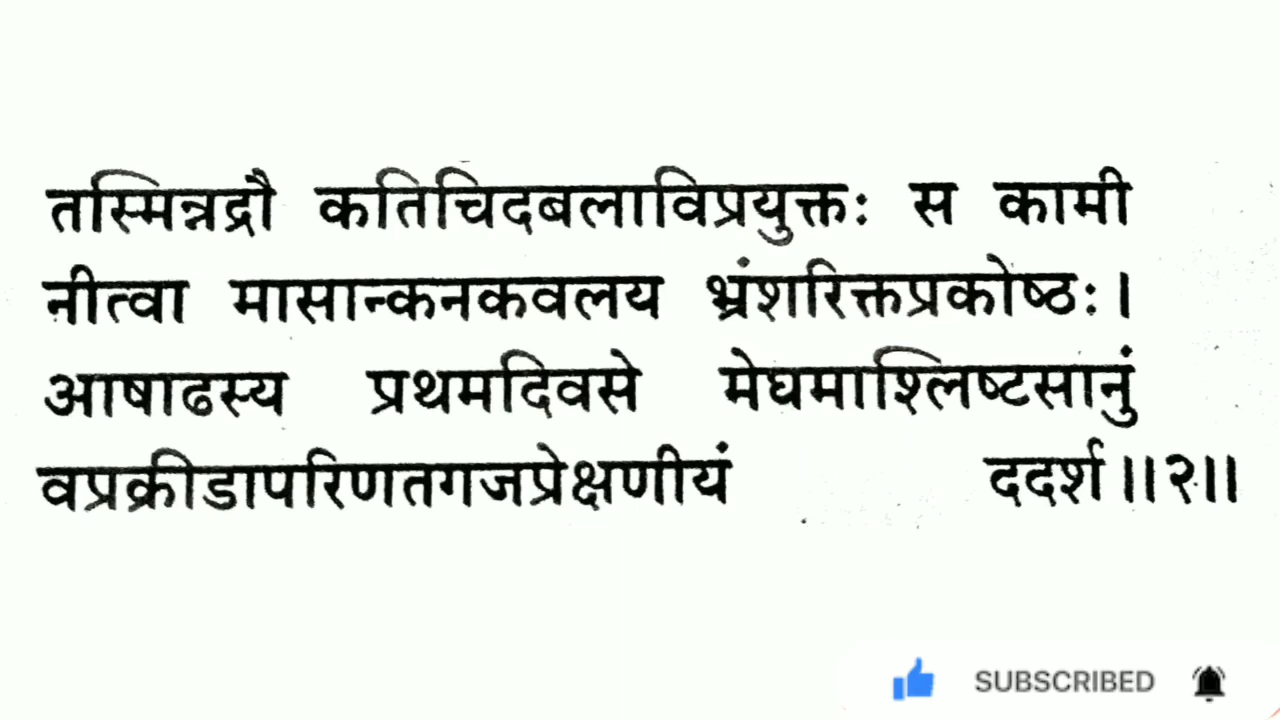 तस्मिन्नद्रौ कतिचिदबलाविप्रयुक्तः स कामी
नीत्वा मासान्कनकवलय भ्रंशरिक्तप्रकोष्ठः।
आषाढस्य प्रथमदिवसे मेघमाश्लिष्टसानुं
वप्रक्रीडापरिणतगजप्रेक्षणीयं ददर्श॥२॥
SUBSCRIBED